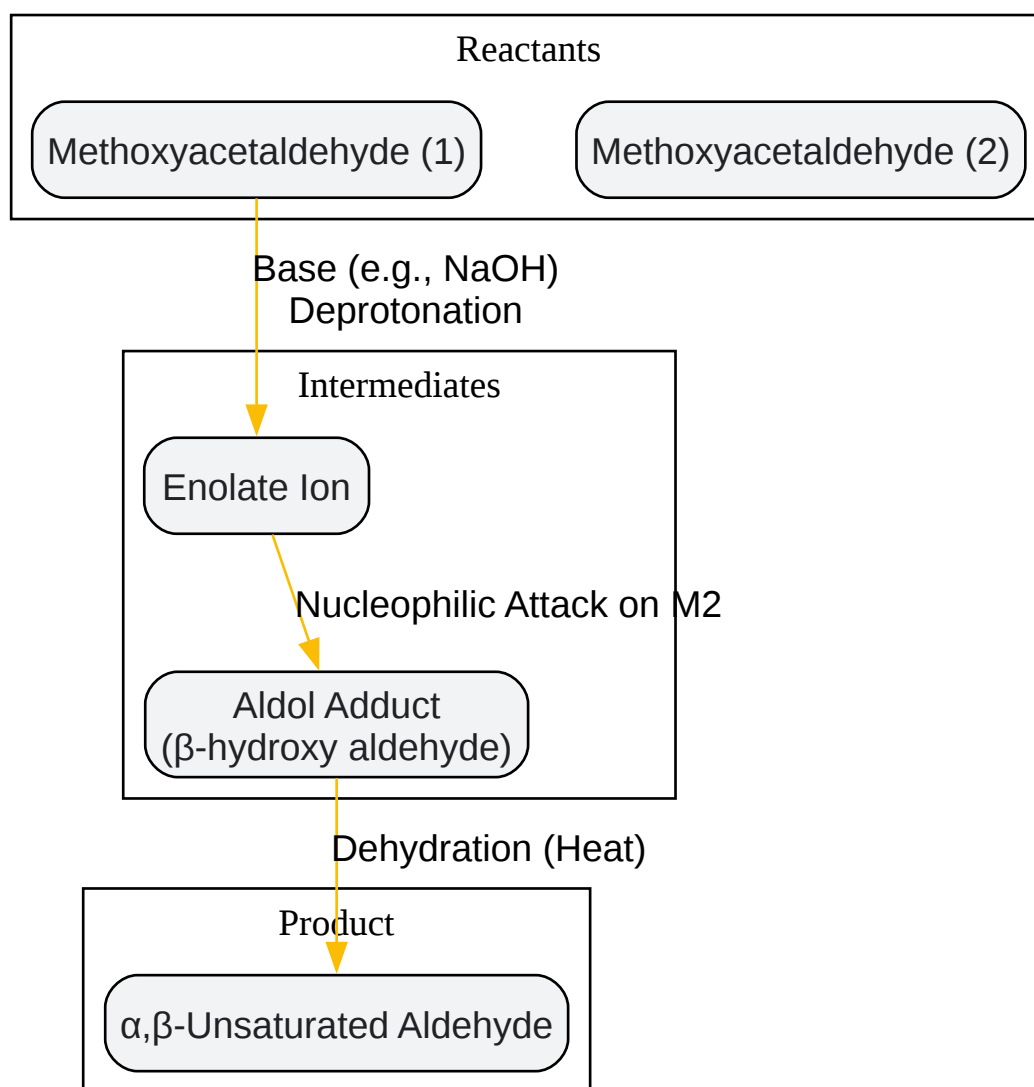 Reactants
Methoxyacetaldehyde (1)
Methoxyacetaldehyde (2)
Base (e.g., NaOH)
Deprotonation
Intermediates
Enolate Ion
Nucleophilic Attack on M2
Aldol Adduct
(β-hydroxy aldehyde)
Dehydration (Heat)
Product
α,β-Unsaturated Aldehyde